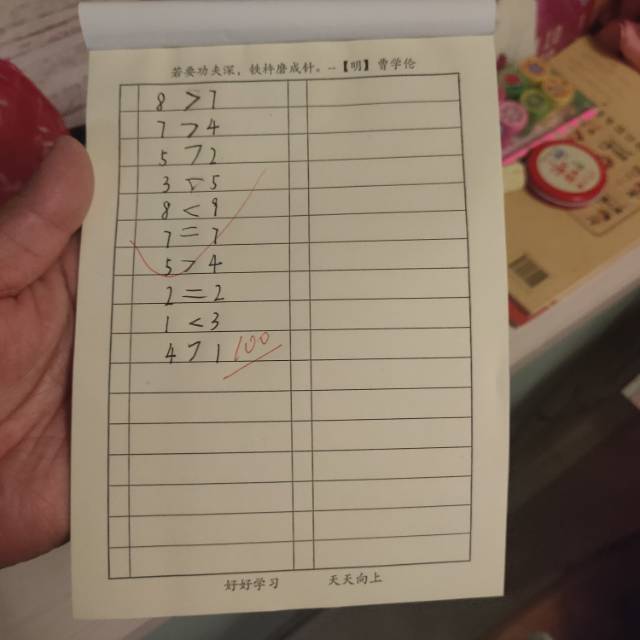 若要功夫深，铁杵磨成针。--【明】曹学佺
8 > 7
7 > 4
5 > 2
3 5
8 < 9
7 = 7
5 > 4
2 = 2
1 < 3
4 > 1
100
好好学习 天天向上